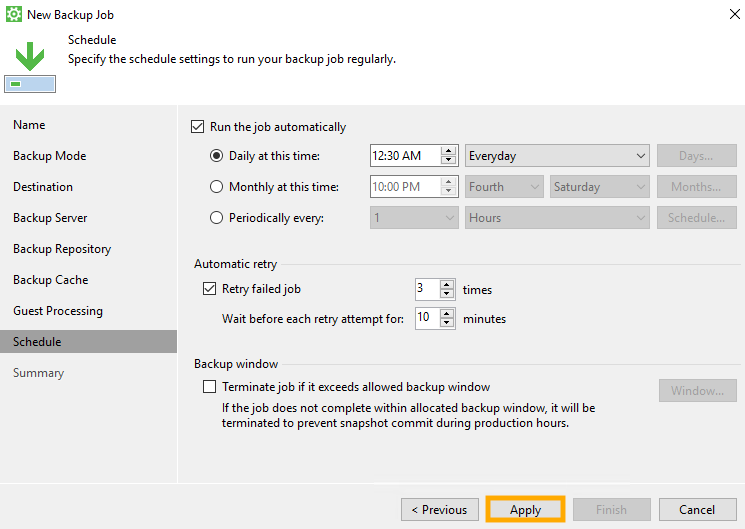 New Backup Job
Schedule
Specify the schedule settings to run your backup job regularly.
Name
Backup Mode
Destination
Backup Server
Backup Repository
Backup Cache
Guest Processing
Schedule
Summary
Run the job automatically
Daily at this time: 12:30 AM Everyday Days...
Monthly at this time: 10:00 PM Fourth Saturday Months...
Periodically every: 1 Hours Schedule...
Automatic retry
Retry failed job 3 times
Wait before each retry attempt for: 10 minutes
Backup window
Terminate job if it exceeds allowed backup window Window...
If the job does not complete within allocated backup window, it will be
terminated to prevent snapshot commit during production hours.
< Previous Apply Finish Cancel